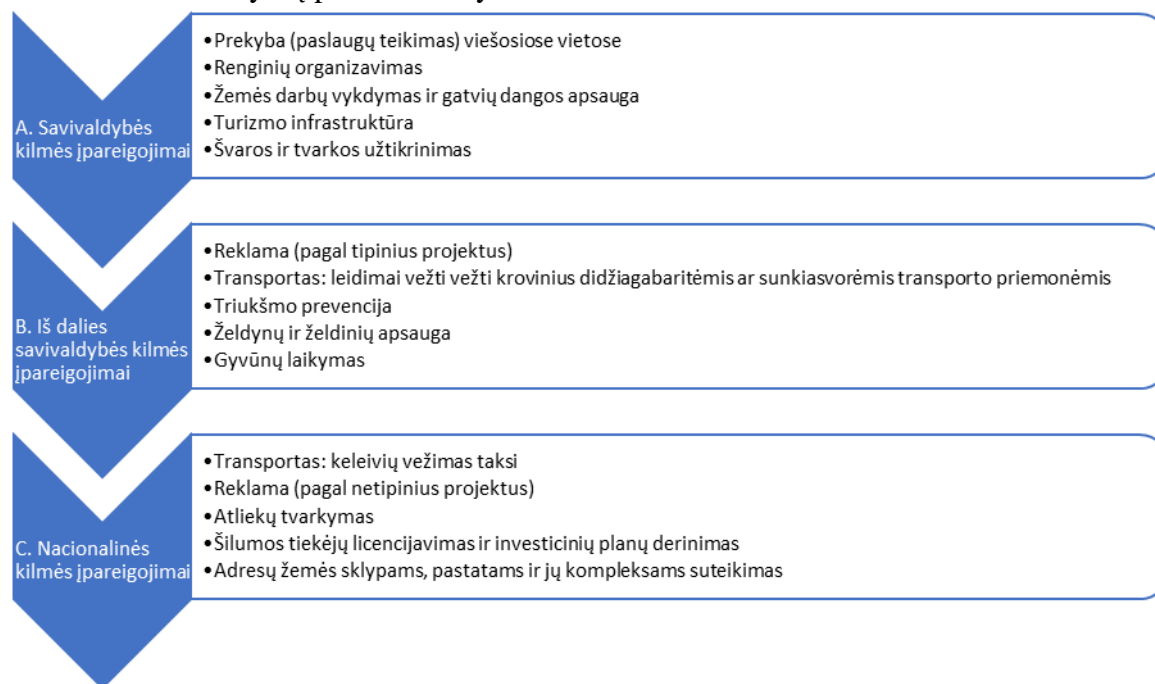 •Prekyba (paslaugų teikimas) viešosiose vietose
•Renginių organizavimas
•Žemės darbų vykdymas ir gatvių dangos apsauga
•Turizmo infrastruktūra
•Švaros ir tvarkos užtikrinimas
A. Savivaldybės
kilmės įpareigojimai
•Reklama (pagal tipinius projektus)
•Transportas: leidimai vežti vežti krovinius didžiagabaritėmis ar sunkiasvorėmis transporto priemonėmis
•Triukšmo prevencija
•Želdynų ir želdinių apsauga
•Gyvūnų laikymas
B. Iš dalies
savivaldybės kilmės
įpareigojimai
•Transportas: keleivių vežimas taksi
•Reklama (pagal netipinius projektus)
•Atliekų tvarkymas
•Šilumos tiekėjų licencijavimas ir investicinių planų derinimas
•Adresų žemės sklypams, pastatams ir jų kompleksams suteikimas
C. Nacionalinės
kilmės įpareigojimai